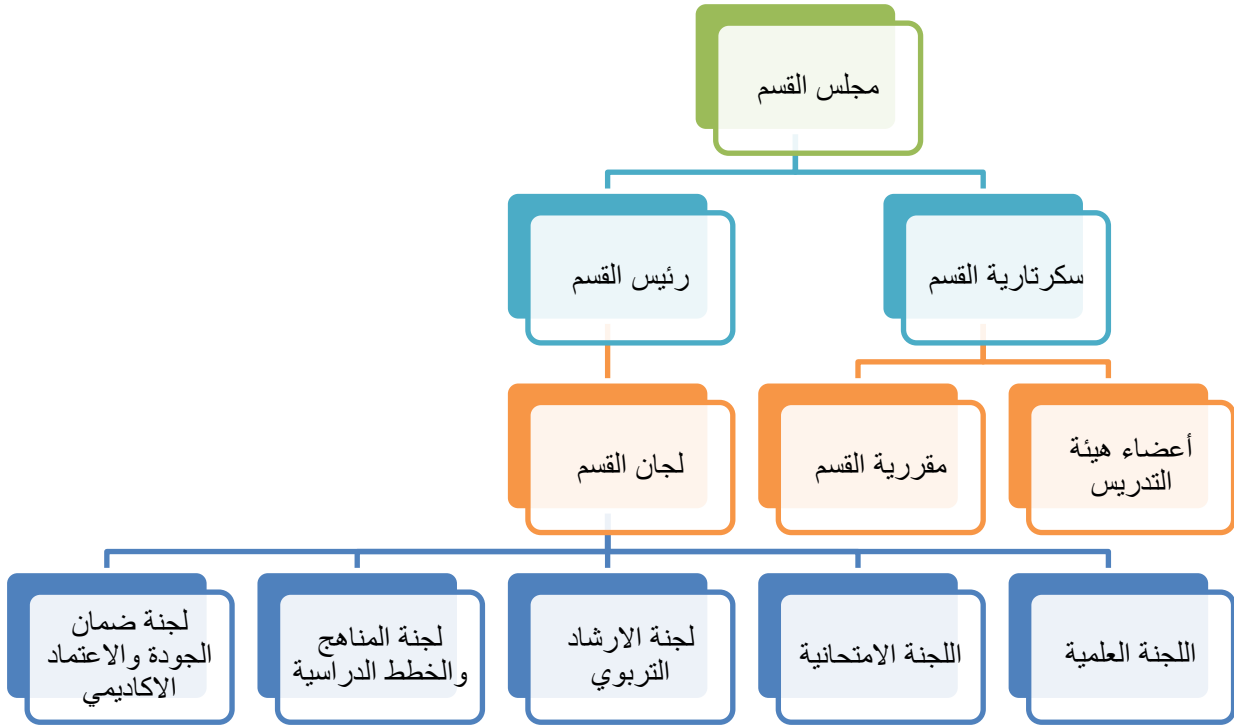 مجلس القسم
سكرتارية القسم
رئيس القسم
أعضاء هيئة
التدريس
مقررية القسم
لجان القسم
اللجنة العلمية
اللجنة الامتحانية
لجنة الارشاد
التربوي
لجنة المناهج
والخطط الدراسية
لجنة ضمان
الجودة والاعتماد
الاكاديمي